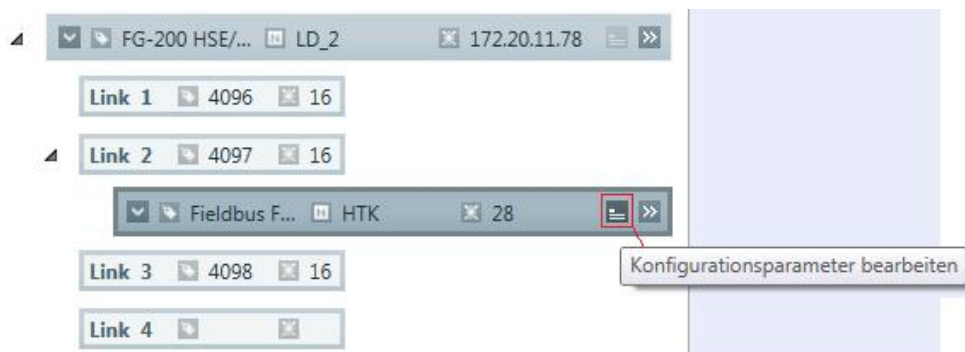 FG-200 HSE/... LD_2 172.20.11.78
Link 1 4096 16
Link 2 4097 16
Fieldbus F... HTK 28
Konfigurationsparameter bearbeiten
Link 3 4098 16
Link 4